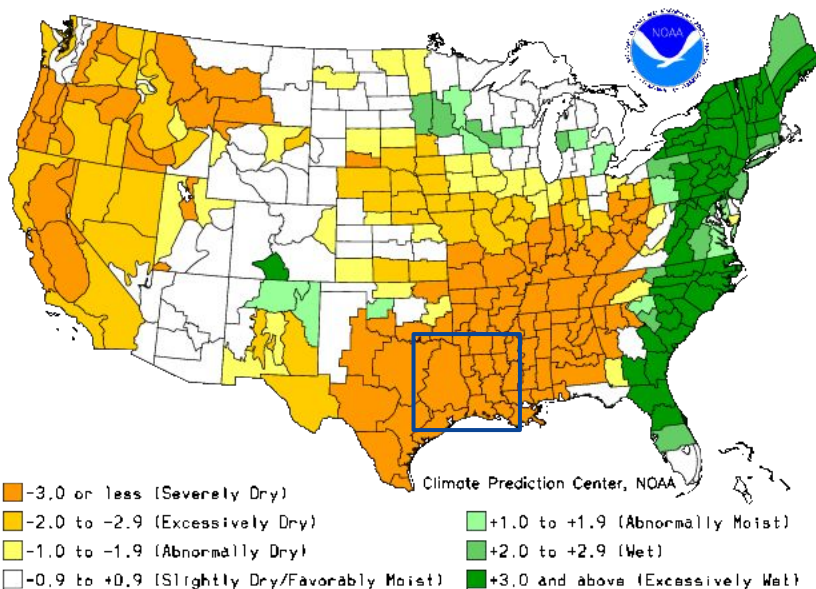 NOAA
Climate Prediction Center, NOAA
-3.0 or less (Severely Dry)
-2.0 to -2.9 (Excessively Dry)
-1.0 to -1.9 (Abnormally Dry)
-0.9 to +0.9 (Slightly Dry/Favorably Moist)
+1.0 to +1.9 (Abnormally Moist)
+2.0 to +2.9 (Wet)
+3.0 and above (Excessively Wet)